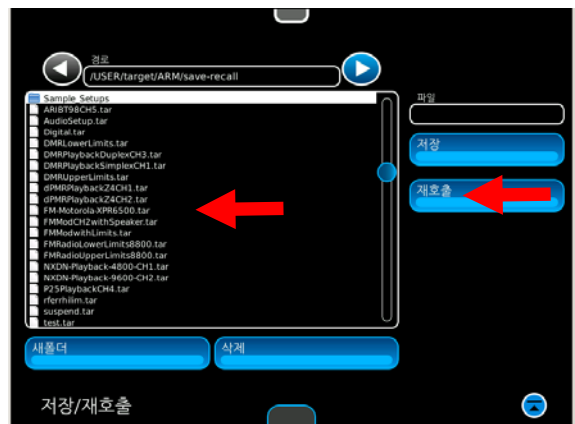 경로
/USER/target/ARM/save-recall
Sample_Setups
ARIBT98CH5.tar
AudioSetup.tar
Digital.tar
DMRLowerLimits.tar
DMRPlaybackDuplexCH3.tar
DMRPlaybackSimplexCH1.tar
DMRUpperLimits.tar
dPMRPlaybackZ4CH1.tar
dPMRPlaybackZ4CH2.tar
FM-Motorola-XPR6500.tar
FMModCH2withSpeaker.tar
FMModwithLimits.tar
FMRadioLowerLimits8800.tar
FMRadioUpperLimits8800.tar
NXDN-Playback-4800-CH1.tar
NXDN-Playback-9600-CH2.tar
P25PlaybackCH4.tar
rferrhilim.tar
suspend.tar
test.tar
파일
저장
재호출
새폴더
삭제
저장/재호출